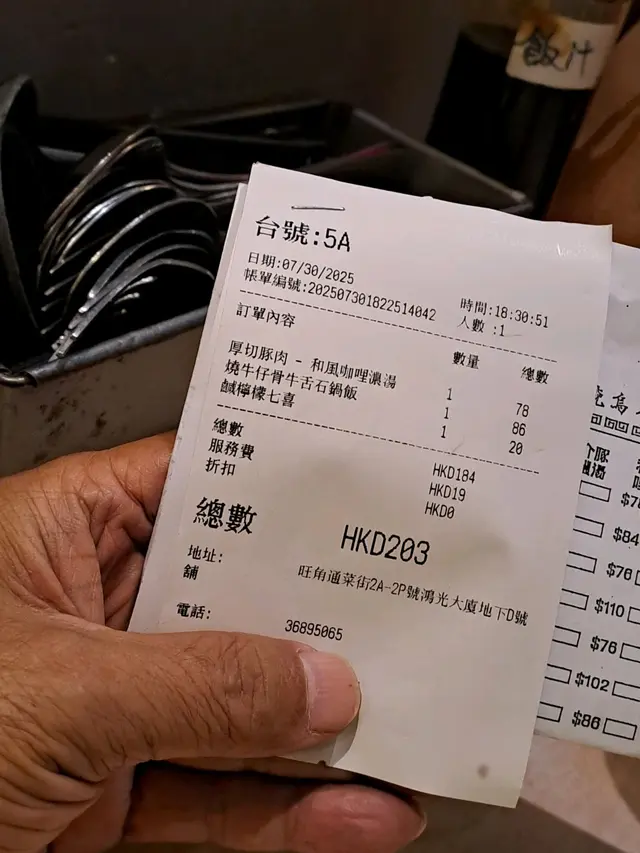 飯汁
台號:5A
日期:07/30/2025 時間:18:30:51
帳單編號:202507301822514042 人數 :1
訂單內容 數量 總數
厚切豚肉 - 和風咖哩濃湯 1 78
燒牛仔骨牛舌石鍋飯 1 86
鹹檸檬七喜 1 20
總數 HKD184
服務費 HKD19
折扣 HKD0
總數 HKD203
地址: 旺角通菜街2A-2P號鴻光大廈地下D號
舖
電話: 36895065
$84
$76
$110
$76
$102
$86